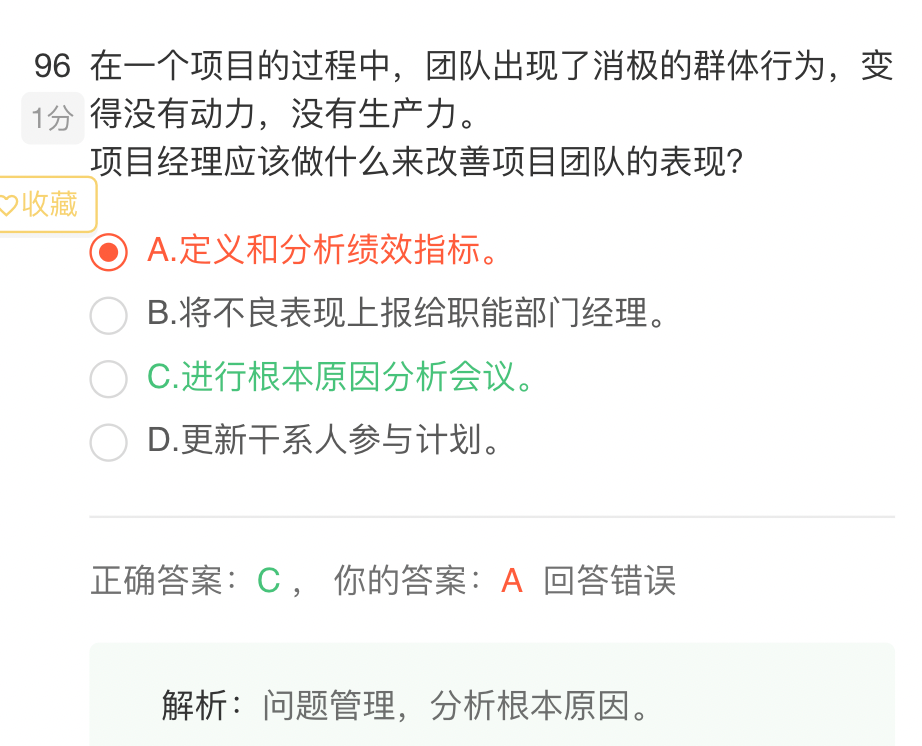 96 在一个项目的过程中，团队出现了消极的群体行为，变
1分 得没有动力，没有生产力。
项目经理应该做什么来改善项目团队的表现？
♡收藏
A.定义和分析绩效指标。
B.将不良表现上报给职能部门经理。
C.进行根本原因分析会议。
D.更新干系人参与计划。
正确答案：C ， 你的答案：A 回答错误
解析：问题管理，分析根本原因。